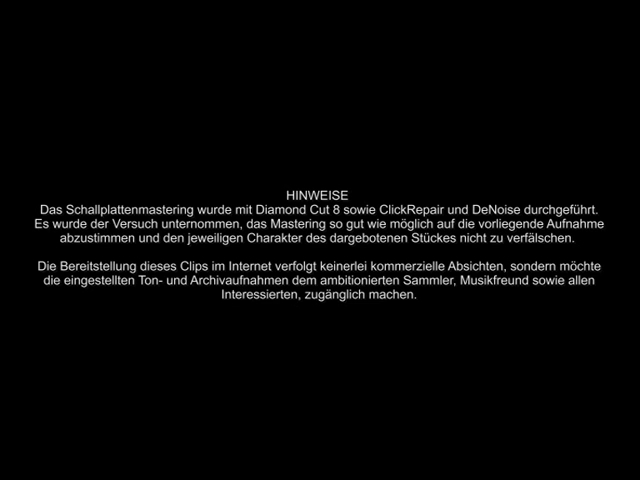 HINWEISE
Das Schallplattenmastering wurde mit Diamond Cut 8 sowie ClickRepair und DeNoise durchgeführt.
Es wurde der Versuch unternommen, das Mastering so gut wie möglich auf die vorliegende Aufnahme
abzustimmen und den jeweiligen Charakter des dargebotenen Stückes nicht zu verfälschen.
Die Bereitstellung dieses Clips im Internet verfolgt keinerlei kommerzielle Absichten, sondern möchte
die eingestellten Ton- und Archivaufnahmen dem ambitionierten Sammler, Musikfreund sowie allen
Interessierten, zugänglich machen.